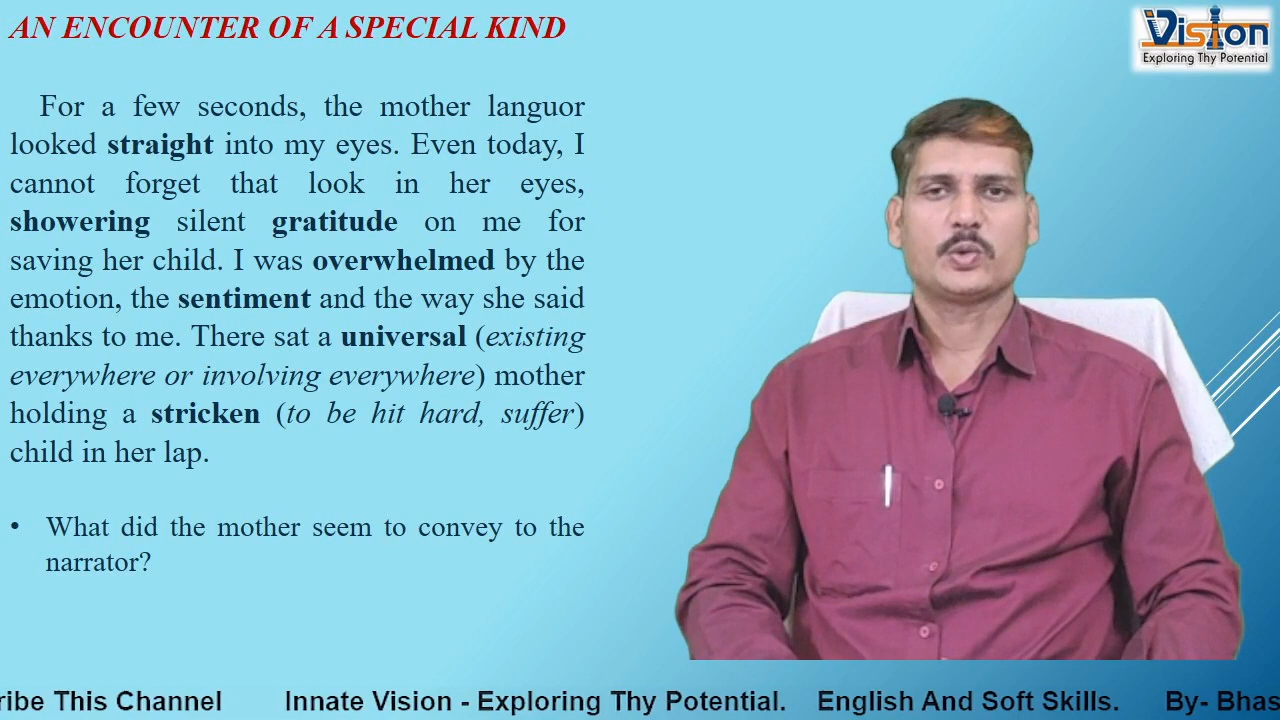 AN ENCOUNTER OF A SPECIAL KIND
Vision
Exploring Thy Potential
For a few seconds, the mother languor
looked straight into my eyes. Even today, I
cannot forget that look in her eyes,
showering silent gratitude on me for
saving her child. I was overwhelmed by the
emotion, the sentiment and the way she said
thanks to me. There sat a universal (existing
everywhere or involving everywhere) mother
holding a stricken (to be hit hard, suffer)
child in her lap.
• What did the mother seem to convey to the
narrator?
ribe This Channel Innate Vision - Exploring Thy Potential. English And Soft Skills. By- Bhas